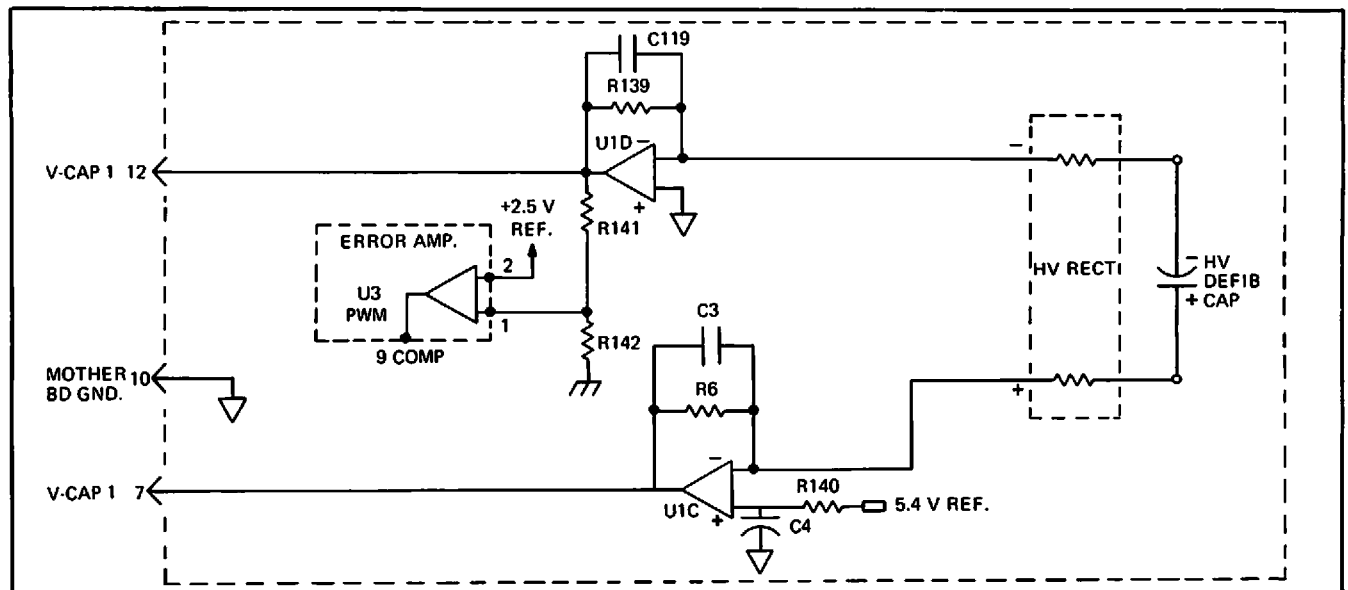 C119
R139
U1D
−
+
V-CAP 1 12
R141
+2.5 V
REF.
ERROR AMP.
2
U3
PWM
1
9 COMP
R142
−
HV RECT
+
− HV
DEFIB
+ CAP
C3
R6
MOTHER 10
BD GND.
−
U1C
+
V-CAP 1 7
R140
5.4 V REF.
C4